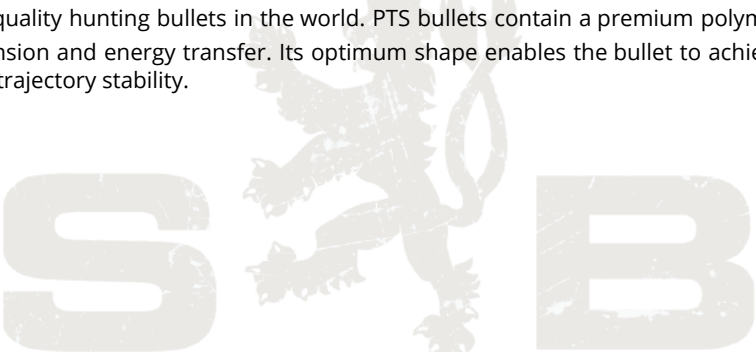 quality hunting bullets in the world. PTS bullets contain a premium polym
nsion and energy transfer. Its optimum shape enables the bullet to achie
trajectory stability.
S B